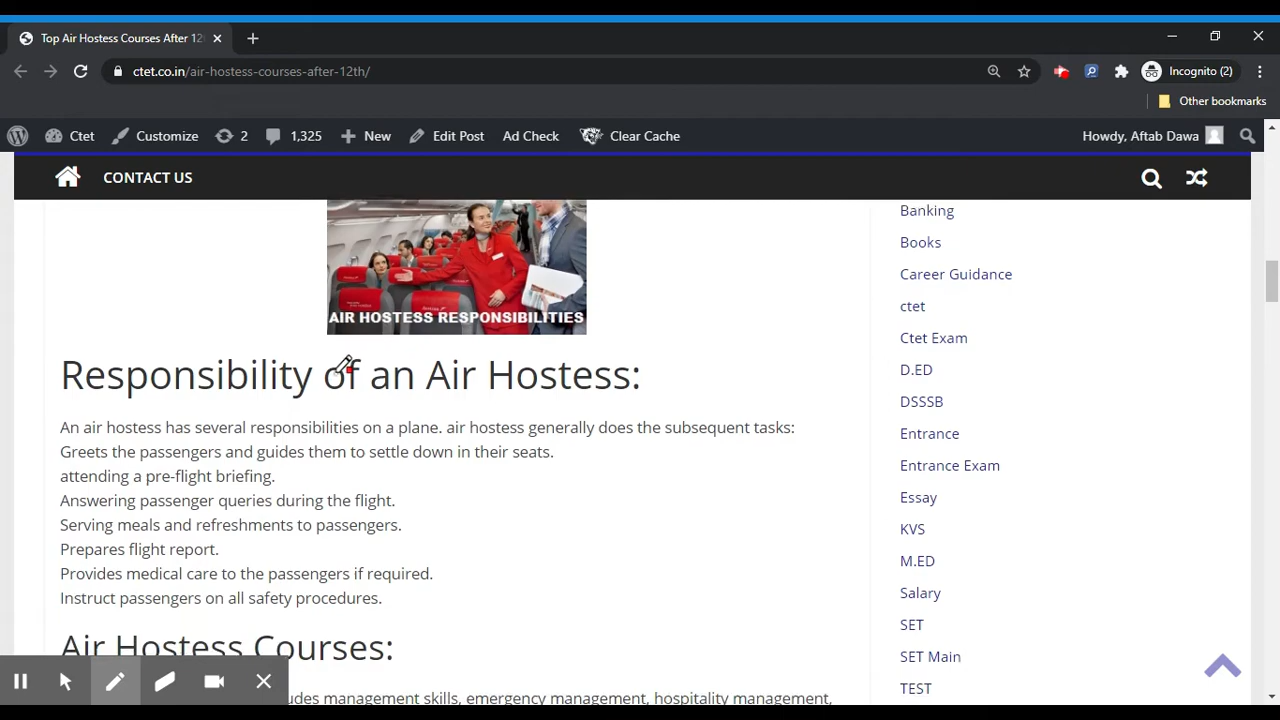 Top Air Hostess Courses After 12
ctet.co.in/air-hostess-courses-after-12th/
Incognito (2)
Other bookmarks
Ctet
Customize
2
1,325
New
Edit Post
Ad Check
Clear Cache
Howdy, Aftab Dawa
CONTACT US
AIR HOSTESS RESPONSIBILITIES
Responsibility of an Air Hostess:
An air hostess has several responsibilities on a plane. air hostess generally does the subsequent tasks:
Greets the passengers and guides them to settle down in their seats.
attending a pre-flight briefing.
Answering passenger queries during the flight.
Serving meals and refreshments to passengers.
Prepares flight report.
Provides medical care to the passengers if required.
Instruct passengers on all safety procedures.
Air Hostess Courses:
management skills, emergency management, hospitality management,
Banking
Books
Career Guidance
ctet
Ctet Exam
D.ED
DSSSB
Entrance
Entrance Exam
Essay
KVS
M.ED
Salary
SET
SET Main
TEST